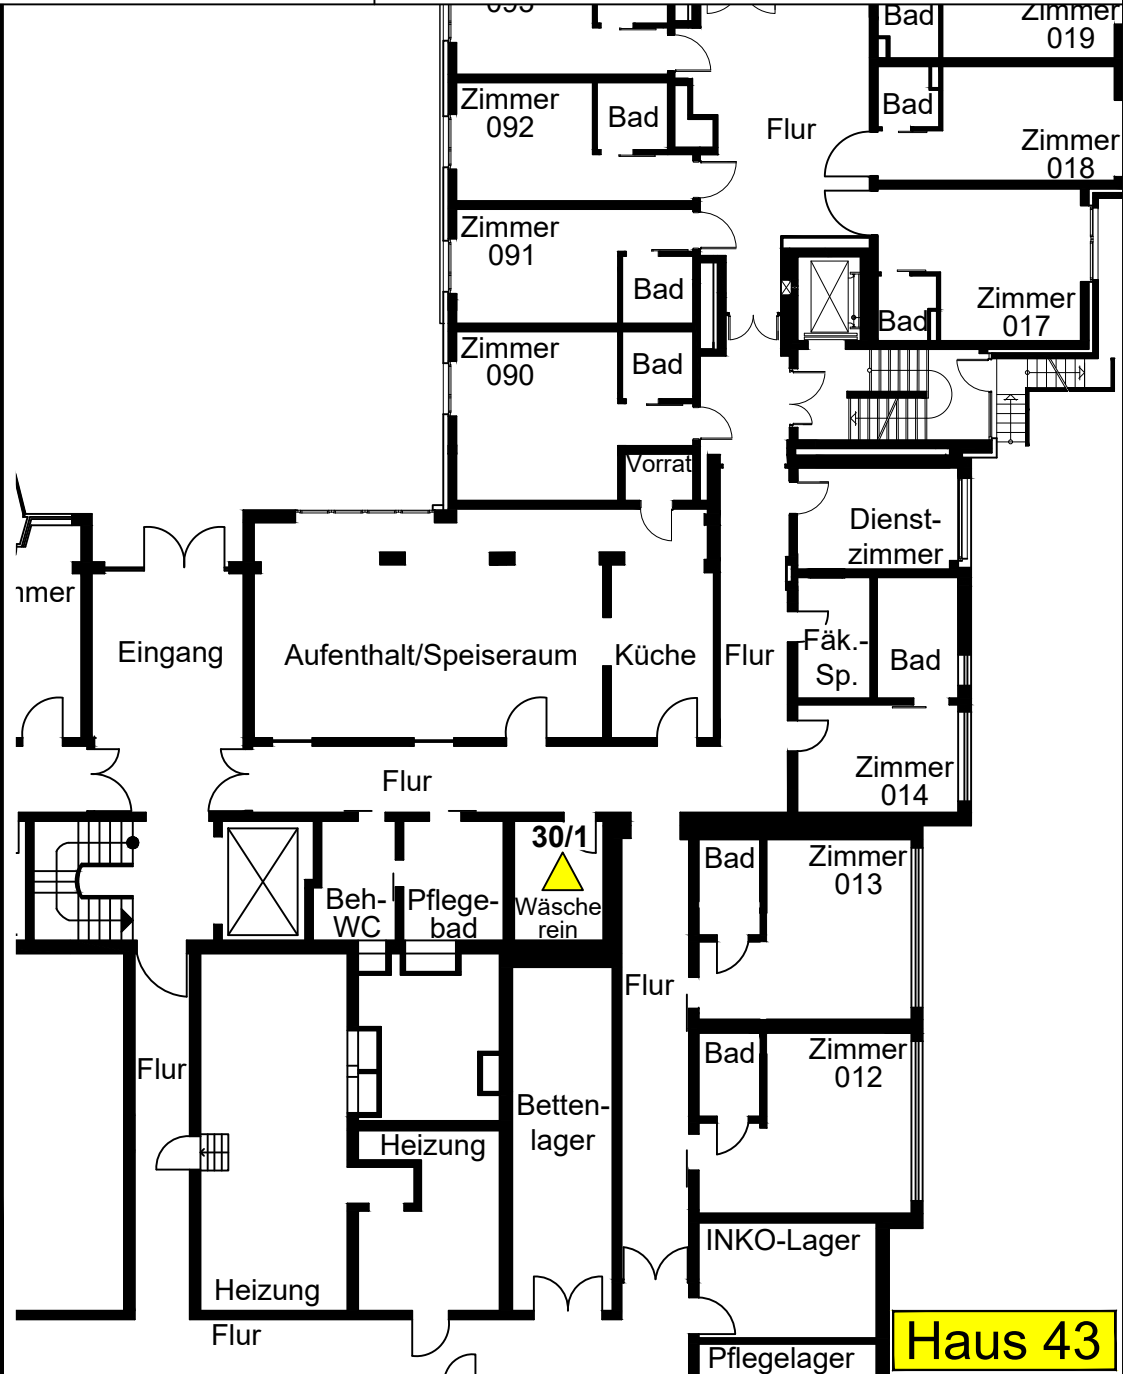 Bad
Zimmer
019
Zimmer
092
Bad
Flur
Bad
Zimmer
018
Zimmer
091
Bad
Zimmer
017
Bad
Zimmer
090
Bad
Vorrat
Dienst-
zimmer
Eingang
Aufenthalt/Speiseraum
Küche
Flur
Fäk.-
Sp.
Bad
Flur
Zimmer
014
30/1
Wäsche
rein
Beh-
WC
Pflege-
bad
Bad
Zimmer
013
Flur
Flur
Bad
Zimmer
012
Betten-
lager
Heizung
INKO-Lager
Heizung
Flur
Haus 43
Pflegelager